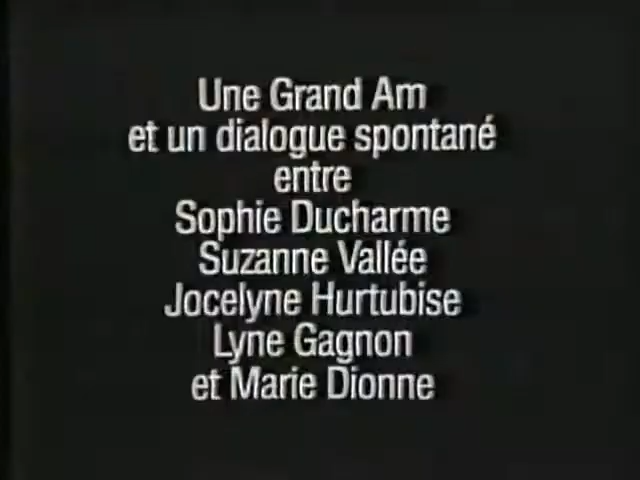 Une Grand Am
et un dialogue spontané
entre
Sophie Ducharme
Suzanne Vallée
Jocelyne Hurtubise
Lyne Gagnon
et Marie Dionne